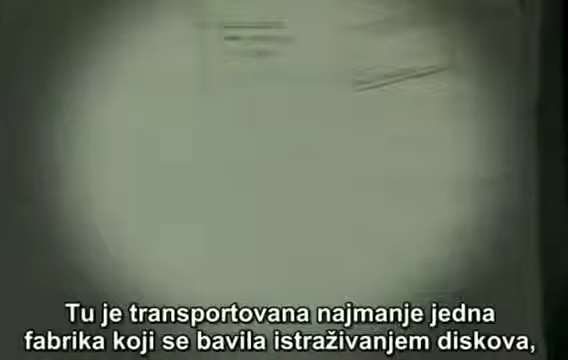 Tu je transportovana najmanje jedna
fabrika koji se bavila istraživanjem diskova,